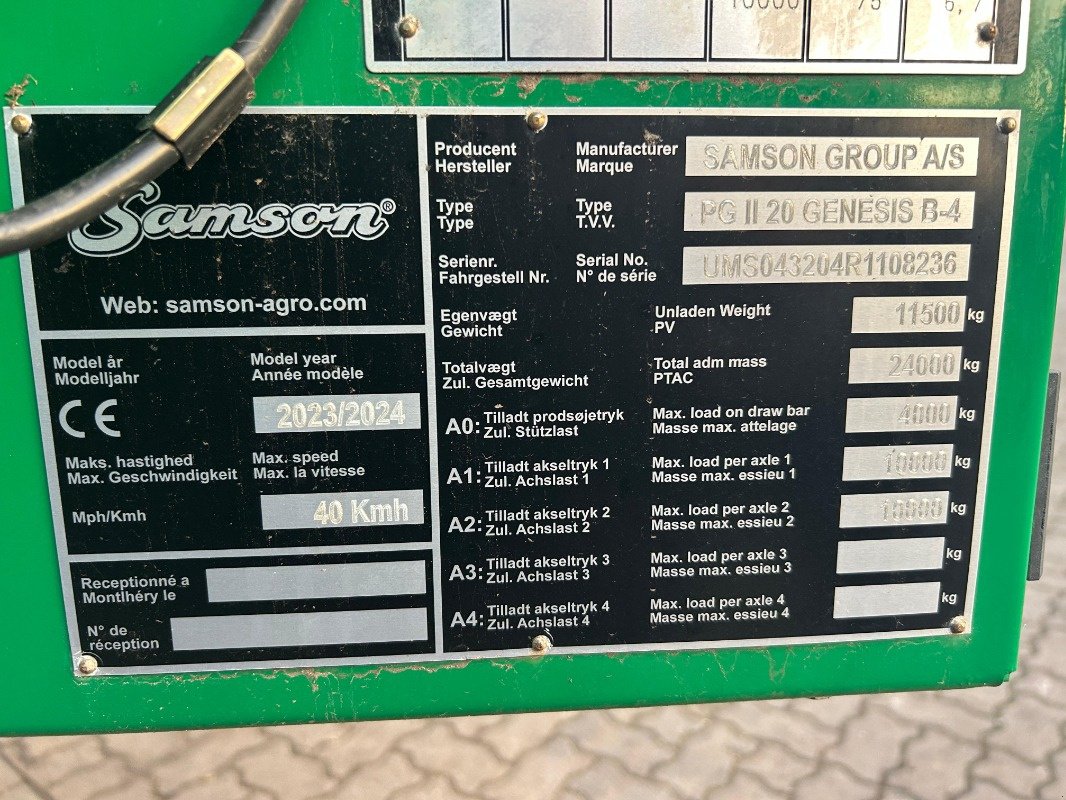 10000 75 6,7
Samson®
Web: samson-agro.com
Model år
Modelljahr
Model year
Année modèle
CE
2023/2024
Maks. hastighed
Max. Geschwindigkeit
Max. speed
Max. la vitesse
Mph/Kmh
40 Kmh
Receptionné a
Montlhéry le
N° de
réception
Producent
Hersteller
Manufacturer
Marque
SAMSON GROUP A/S
Type
Type
Type
T.V.V.
PG II 20 GENESIS B-4
Serienr.
Fahrgestell Nr.
Serial No.
N° de série
UMS043204R1108236
Egenvægt
Gewicht
Unladen Weight
PV
11500 kg
Totalvægt
Zul. Gesamtgewicht
Total adm mass
PTAC
24000 kg
A0: Tilladt prodsøjetryk
Zul. Stützlast
Max. load on draw bar
Masse max. attelage
4000 kg
A1: Tilladt akseltryk 1
Zul. Achslast 1
Max. load per axle 1
Masse max. essieu 1
10000 kg
A2: Tilladt akseltryk 2
Zul. Achslast 2
Max. load per axle 2
Masse max. essieu 2
10000 kg
A3: Tilladt akseltryk 3
Zul. Achslast 3
Max. load per axle 3
Masse max. essieu 3
kg
A4: Tilladt akseltryk 4
Zul. Achslast 4
Max. load per axle 4
Masse max. essieu 4
kg